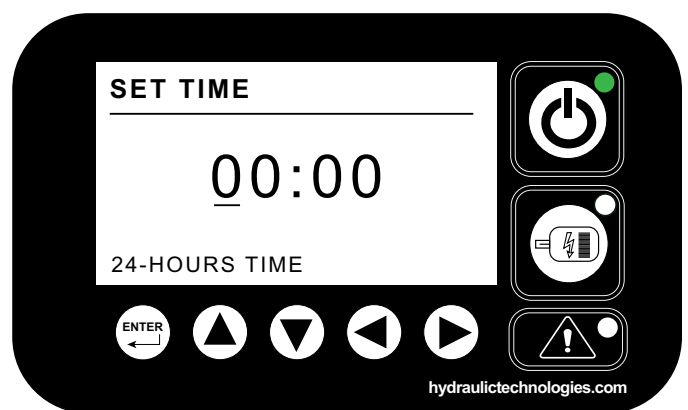 SET TIME
00:00
24-HOURS TIME
ENTER
hydraulictechnologies.com